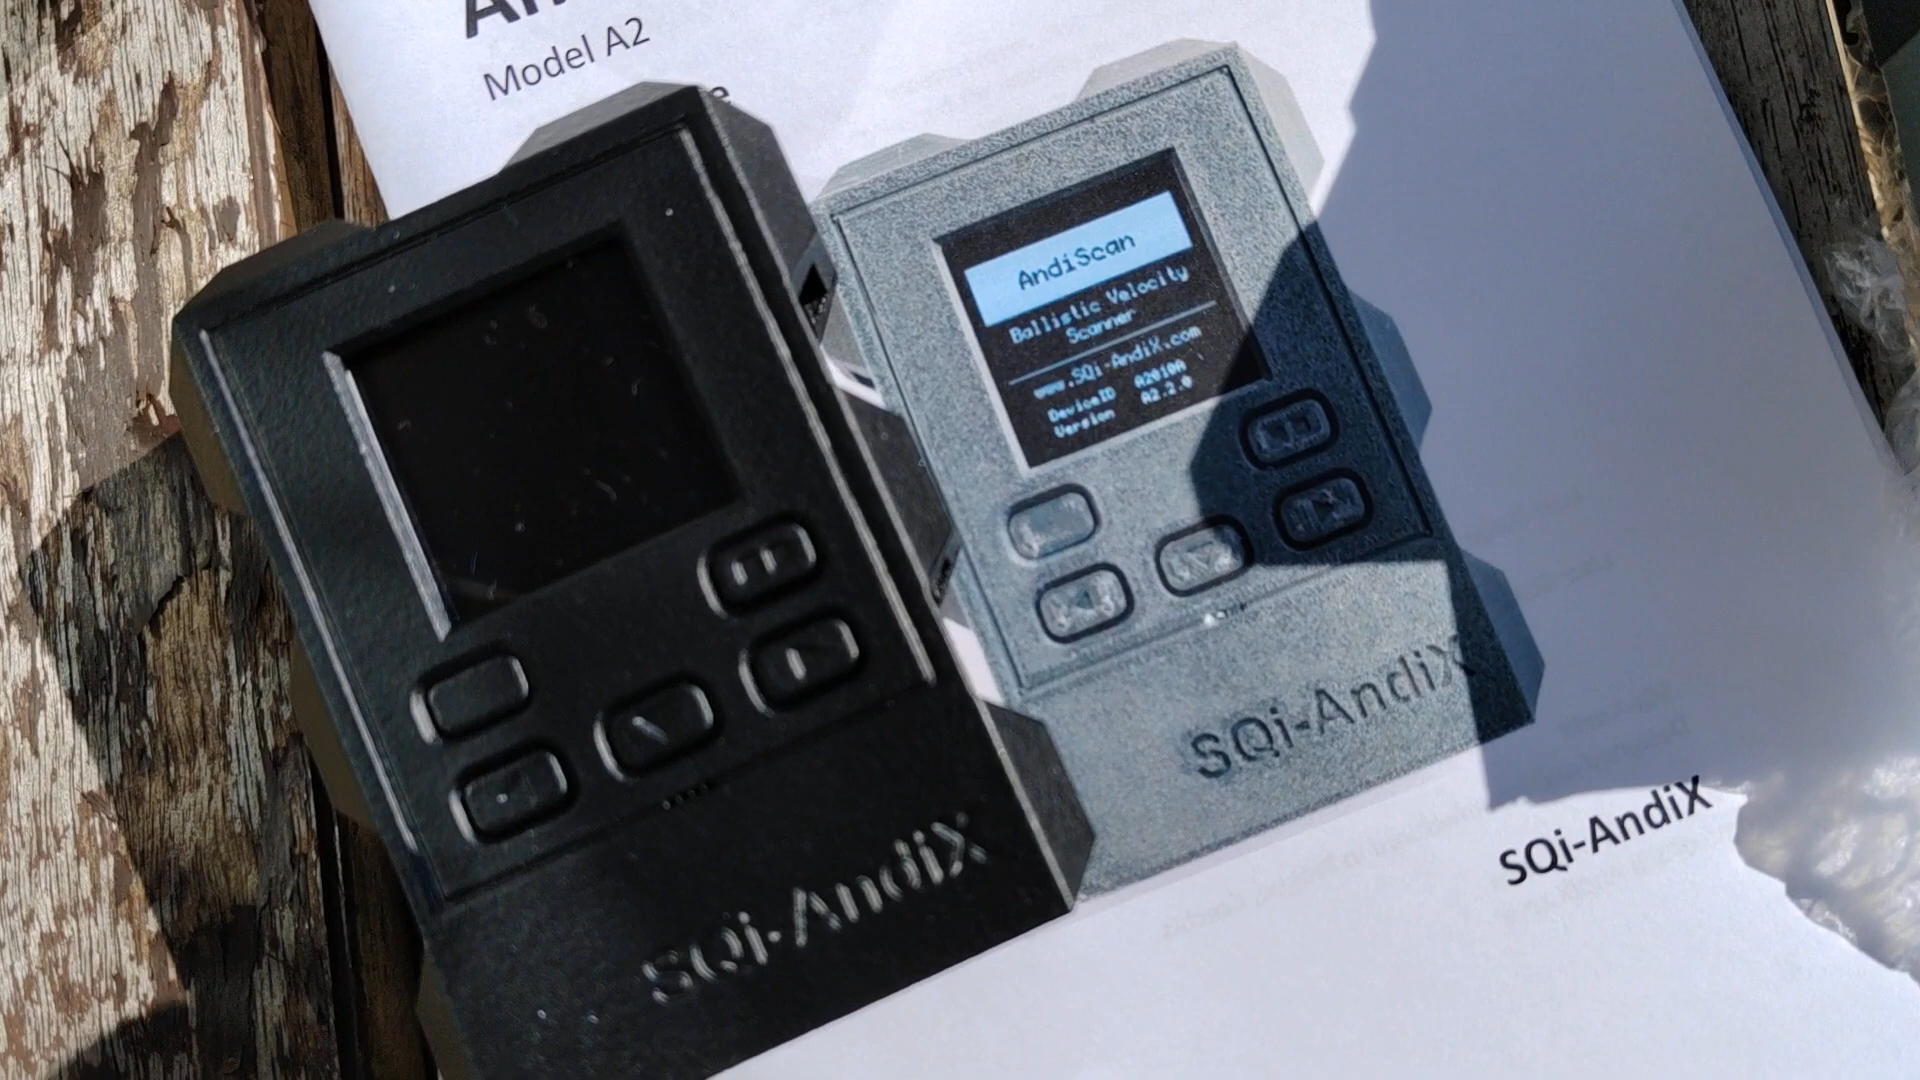 Model A2
AndiScan
Ballistic Velocity
Scanner
www.SQi-AndiX.com
DeviceID A2010A
Version A2.2.0
SQi-AndiX
SQi-AndiX
SQi-AndiX